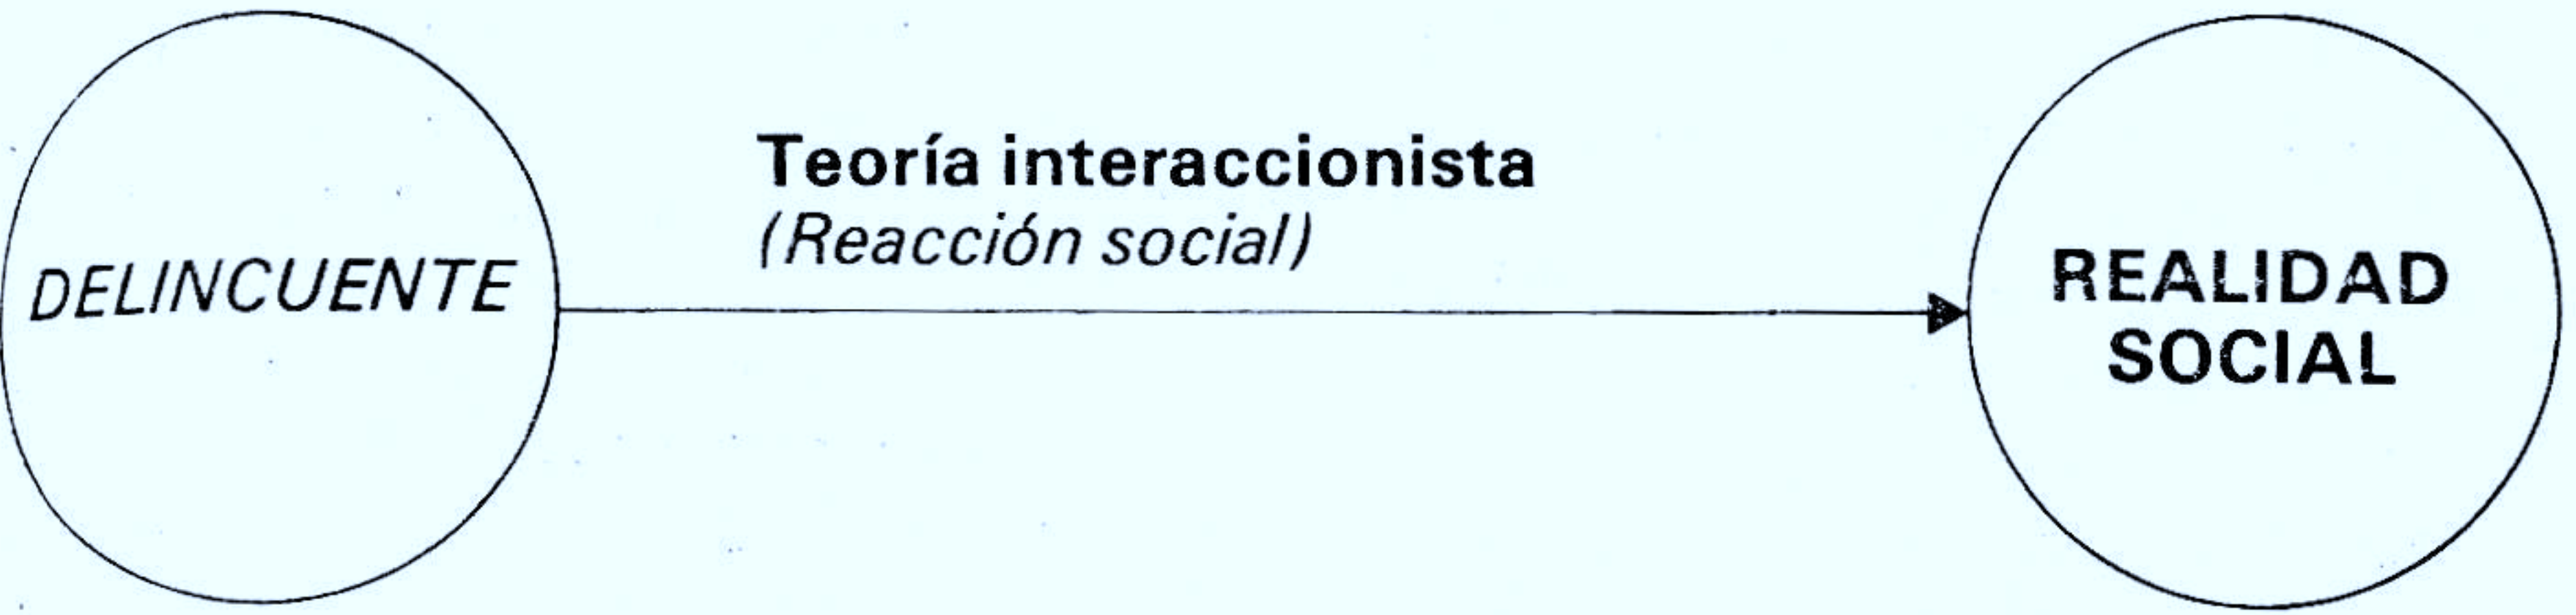 DELINCUENTE
Teoría interaccionista
(Reacción social)
REALIDAD
SOCIAL